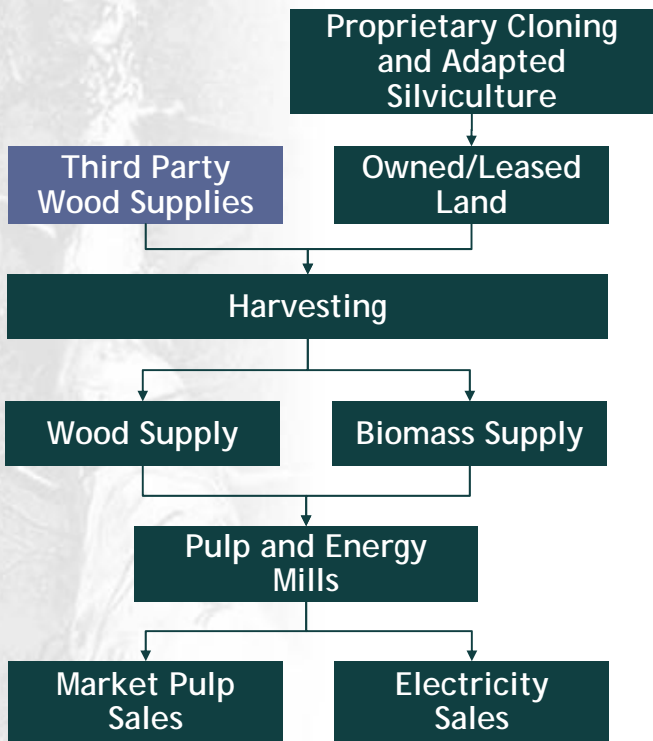 Proprietary Cloning
and Adapted
Silviculture
Third Party
Wood Supplies
Owned/Leased
Land
Harvesting
Wood Supply
Biomass Supply
Pulp and Energy
Mills
Market Pulp
Sales
Electricity
Sales